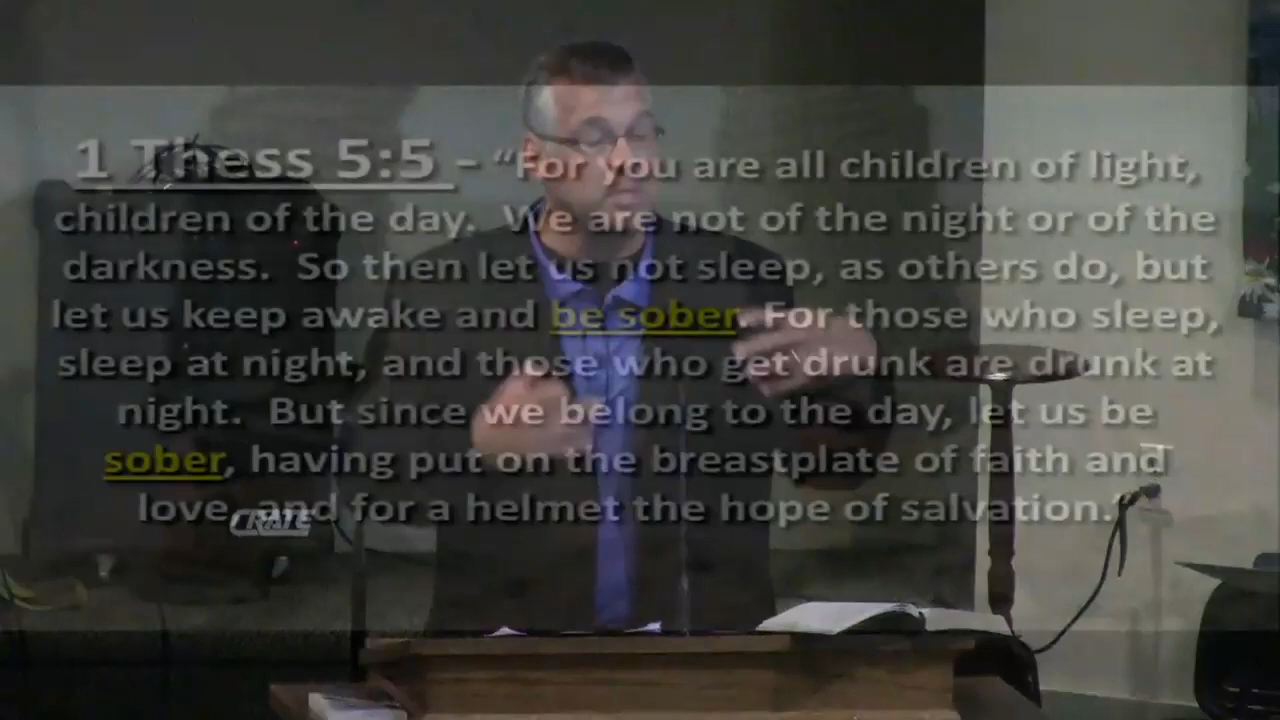 1 Thess 5:5 - “For you are all children of light,
children of the day. We are not of the night or of the
darkness. So then let us not sleep, as others do, but
let us keep awake and be sober. For those who sleep,
sleep at night, and those who get drunk are drunk at
night. But since we belong to the day, let us be
sober, having put on the breastplate of faith and
love, and for a helmet the hope of salvation.”
CRATE